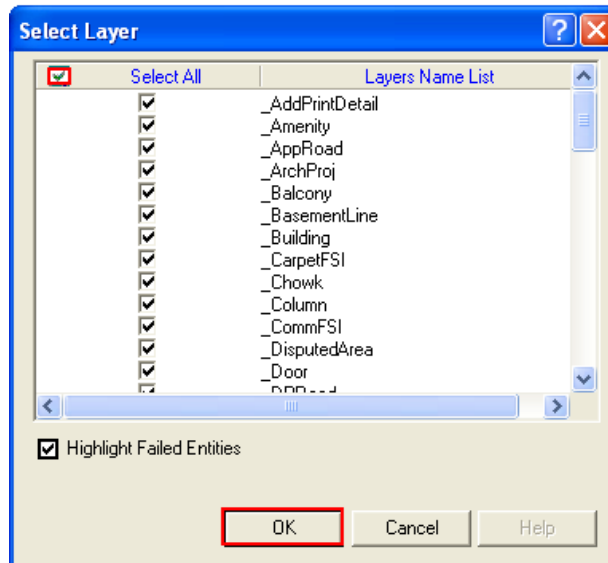 Select Layer
Select All Layers Name List
_AddPrintDetail
_Amenity
_AppRoad
_ArchProj
_Balcony
_BasementLine
_Building
_CarpetFSI
_Chowk
_Column
_CommFSI
_DisputedArea
_Door
Highlight Failed Entities
OK Cancel Help